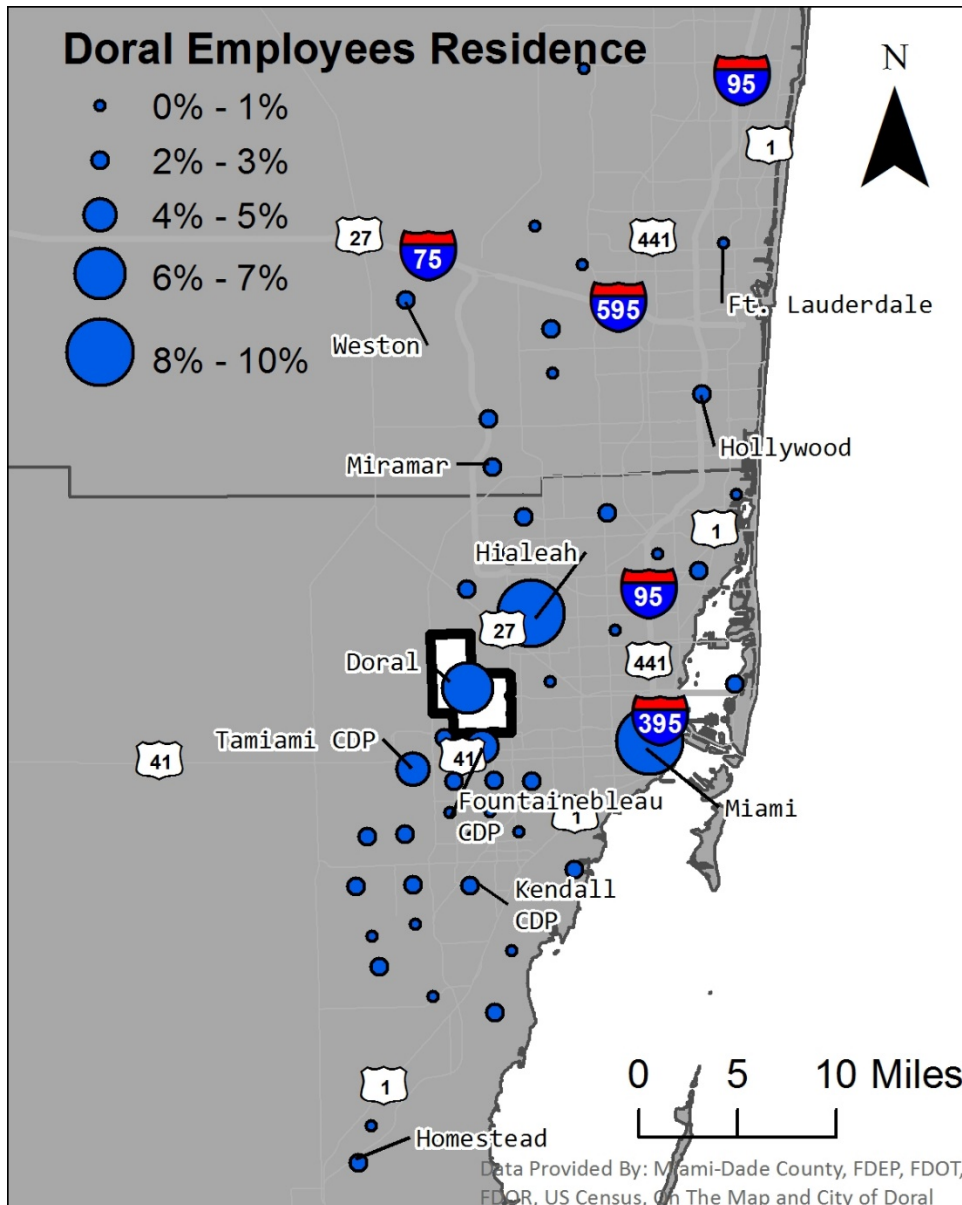 Doral Employees Residence
0% - 1%
2% - 3%
4% - 5%
6% - 7%
8% - 10%
N
95
1
27
75
441
595
Ft. Lauderdale
Weston
Hollywood
Miramar
1
Hialeah
95
27
441
Doral
395
Tamiami CDP
41
41
Fountainebleau
CDP
1
Miami
Kendall
CDP
1
0 5 10 Miles
Homestead
Data Provided By: Miami-Dade County, FDEP, FDOT,
FDOR, US Census, On The Map and City of Doral